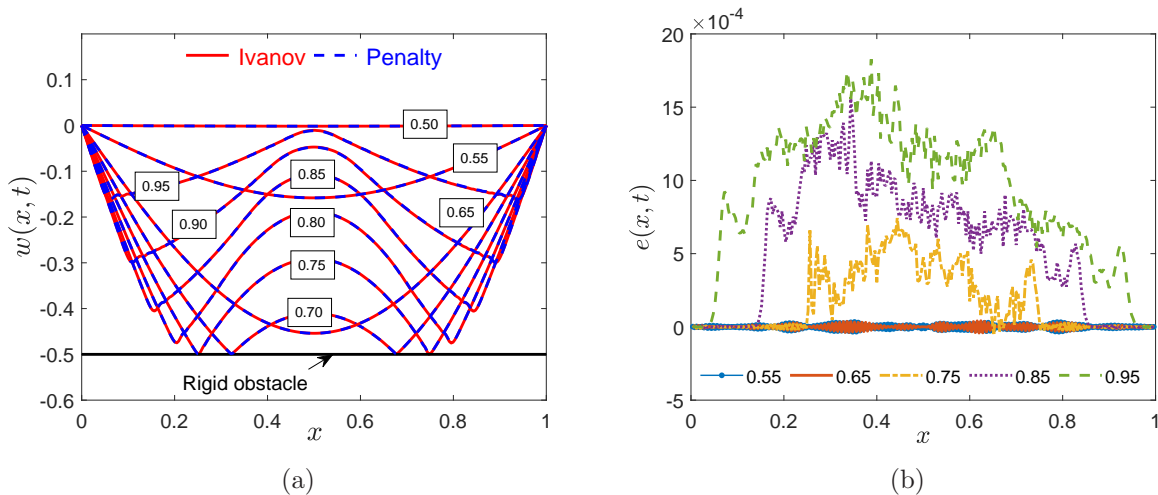 Ivanov
Penalty
0.50
0.55
0.95
0.85
0.90
0.65
0.80
0.75
0.70
Rigid obstacle
0.1
0
-0.1
-0.2
-0.3
-0.4
-0.5
-0.6
w(x, t)
0 0.2 0.4 0.6 0.8 1
x
(a)
×10⁻⁴
20
15
10
5
0
-5
e(x, t)
0.55 0.65 0.75 0.85 0.95
0 0.2 0.4 0.6 0.8 1
x
(b)